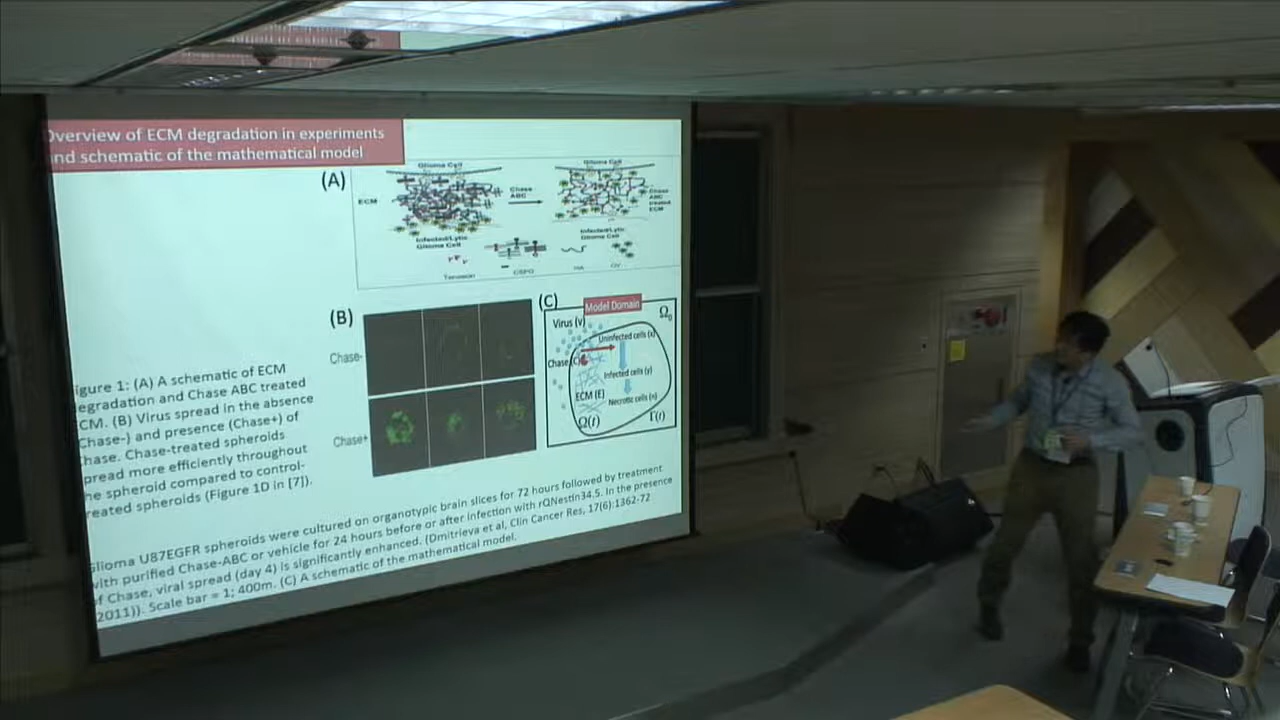 Overview of ECM degradation in experiments
and schematic of the mathematical model
(A)
Glioma Cell
Glioma Cell
ECM
Chase
ABC
Chase
ABC
treated
ECM
Infected/Lytic
Glioma Cell
Infected/Lytic
Glioma Cell
Tenascin
CSPG
HA
OV
(B)
Chase-
Chase+
(C)
Model Domain
Virus (v)
Ω₀
Uninfected cells (x)
Chase (C)
Infected cells (y)
ECM (E)
Necrotic cells (n)
Ω(t)
Γ(t)
igure 1: (A) A schematic of ECM
egradation and Chase ABC treated
CM. (B) Virus spread in the absence
Chase-) and presence (Chase+) of
hase. Chase-treated spheroids
pread more efficiently throughout
he spheroid compared to control-
reated spheroids (Figure 1D in [7]).
Glioma U87EGFR spheroids were cultured on organotypic brain slices for 72 hours followed by treatment
with purified Chase-ABC or vehicle for 24 hours before or after infection with rQNestin34.5. In the presence
of Chase, viral spread (day 4) is significantly enhanced. (Dmitrieva et al, Clin Cancer Res, 17(6):1362-72
2011)). Scale bar = 1; 400m. (C) A schematic of the mathematical model.